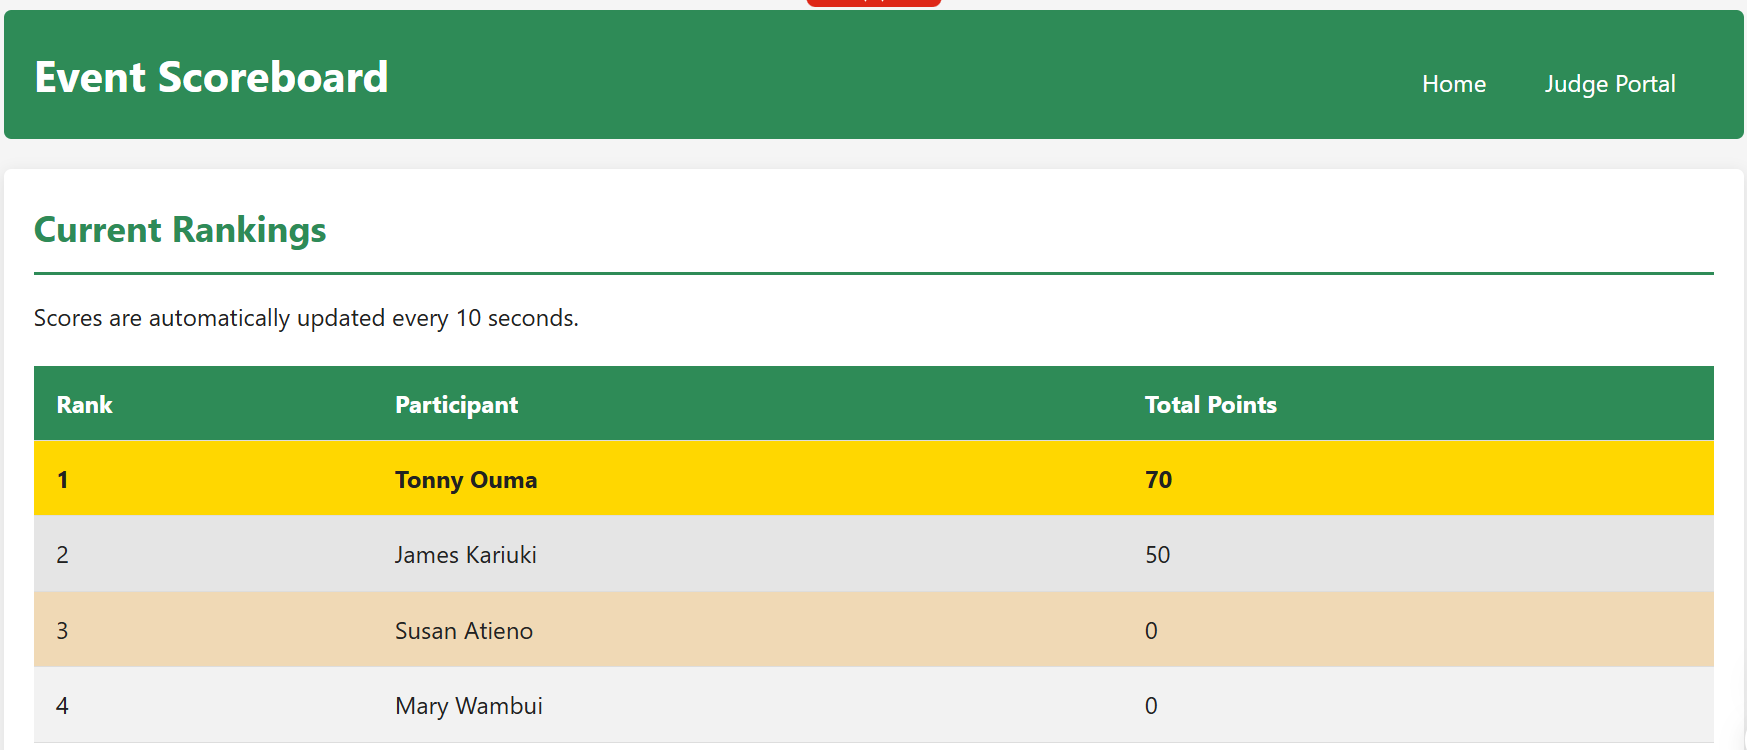 Event Scoreboard
Home Judge Portal
Current Rankings
Scores are automatically updated every 10 seconds.
Rank Participant Total Points
1 Tonny Ouma 70
2 James Kariuki 50
3 Susan Atieno 0
4 Mary Wambui 0